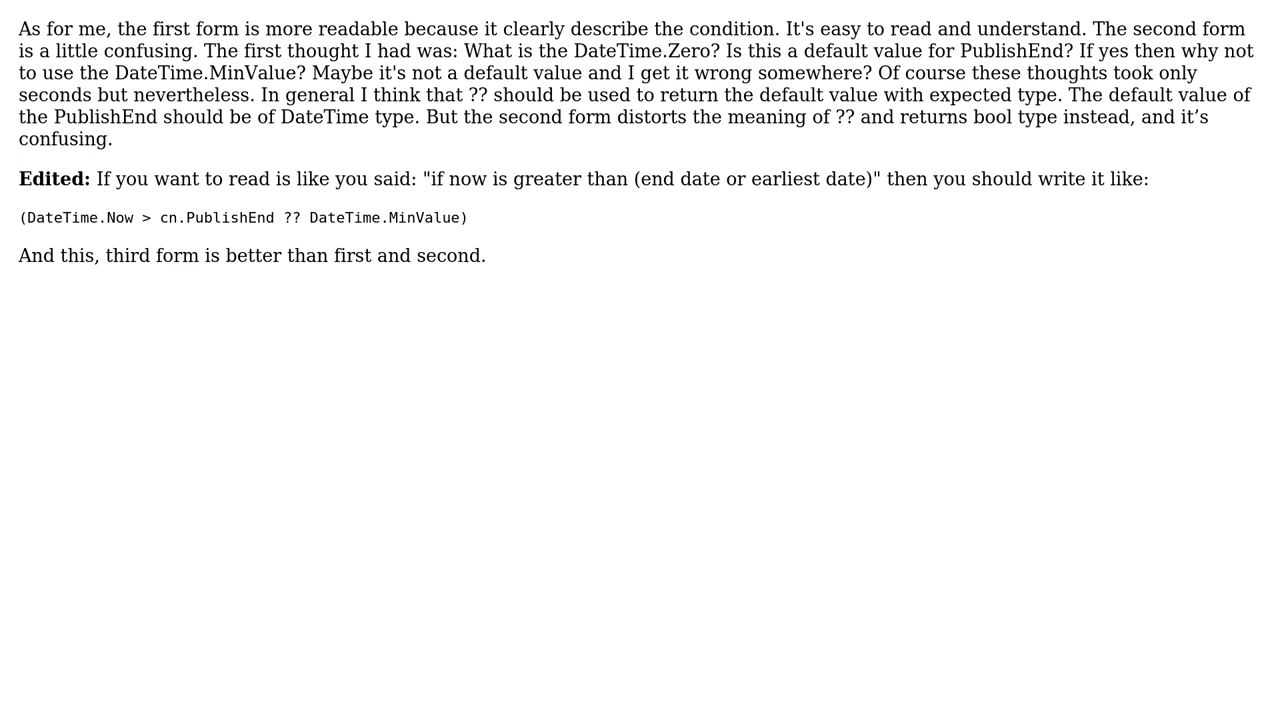 As for me, the first form is more readable because it clearly describe the condition. It's easy to read and understand. The second form
is a little confusing. The first thought I had was: What is the DateTime.Zero? Is this a default value for PublishEnd? If yes then why not
to use the DateTime.MinValue? Maybe it's not a default value and I get it wrong somewhere? Of course these thoughts took only
seconds but nevertheless. In general I think that ?? should be used to return the default value with expected type. The default value of
the PublishEnd should be of DateTime type. But the second form distorts the meaning of ?? and returns bool type instead, and it’s
confusing.
Edited: If you want to read is like you said: "if now is greater than (end date or earliest date)" then you should write it like:
(DateTime.Now > cn.PublishEnd ?? DateTime.MinValue)
And this, third form is better than first and second.